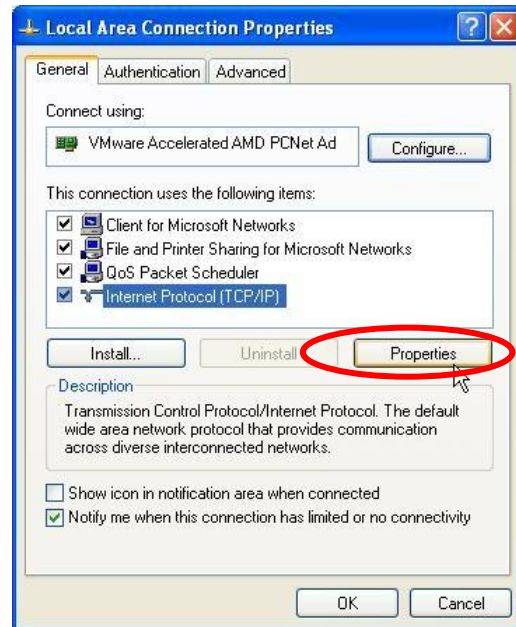 Local Area Connection Properties
General Authentication Advanced
Connect using:
VMware Accelerated AMD PCNet Ad Configure...
This connection uses the following items:
Client for Microsoft Networks
File and Printer Sharing for Microsoft Networks
QoS Packet Scheduler
Internet Protocol (TCP/IP)
Install... Uninstall Properties
Description
Transmission Control Protocol/Internet Protocol. The default
wide area network protocol that provides communication
across diverse interconnected networks.
Show icon in notification area when connected
Notify me when this connection has limited or no connectivity
OK Cancel